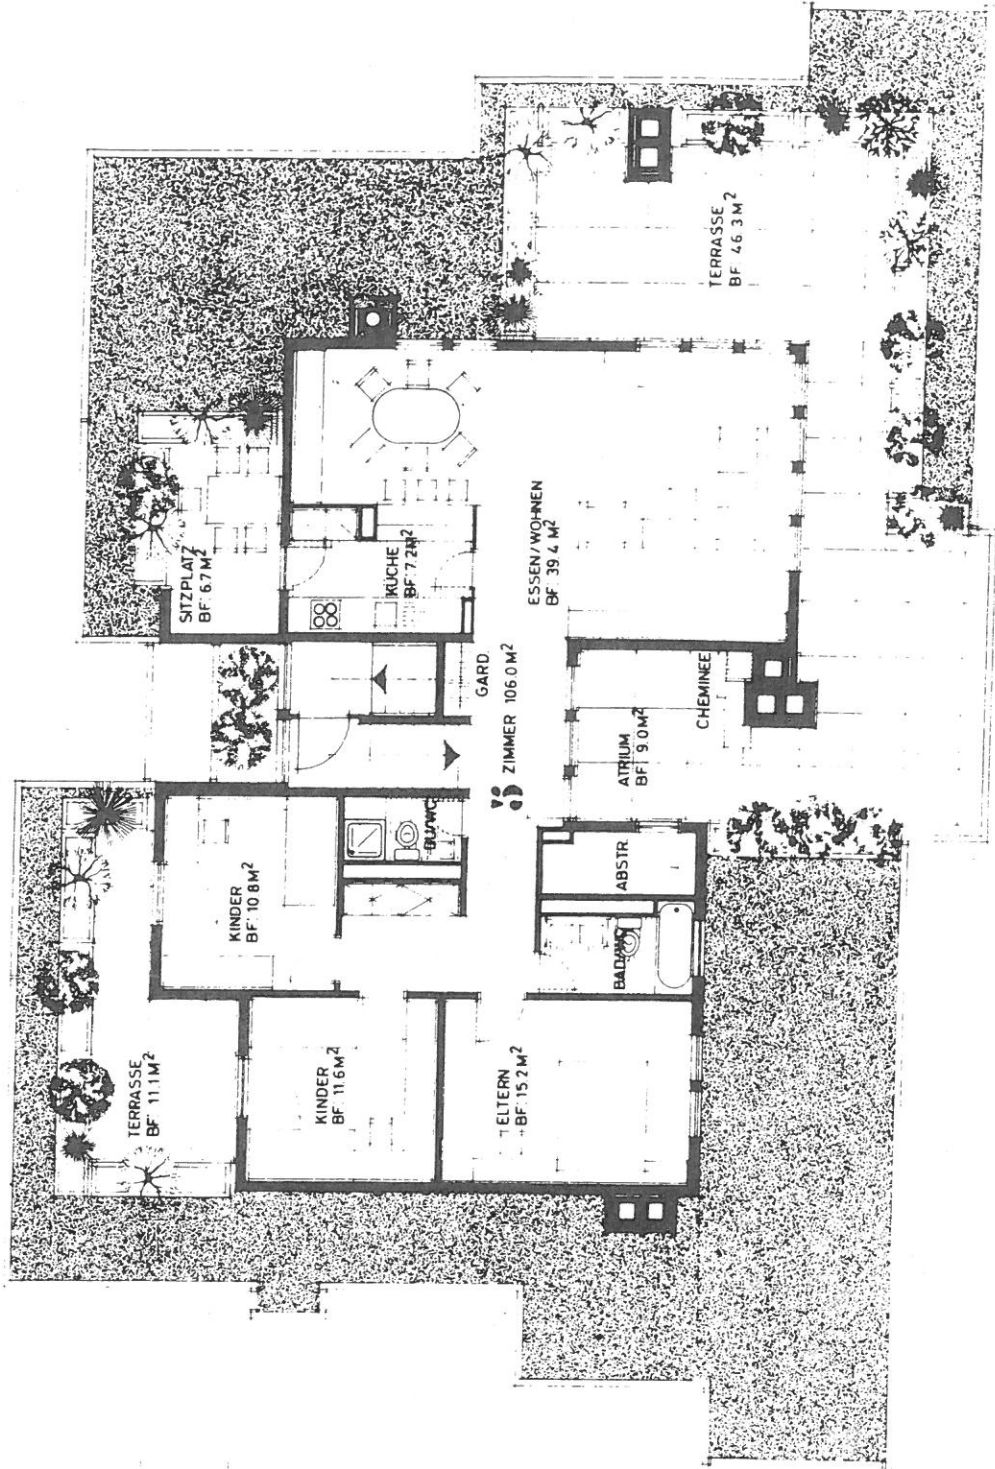 TERRASSE
BF: 46.3 M²
SITZPLATZ
BF: 6.7 M²
KÜCHE
BF: 7.2 M²
ESSEN/WOHNEN
BF 39.4 M²
GARD.
ZIMMER 106.0 M²
CHEMINEE
ATRIUM
BF: 9.0 M²
DU/WC
ABSTR.
KINDER
BF: 10.8 M²
BAD/WC
TERRASSE
BF: 11.1 M²
KINDER
BF: 11.6 M²
ELTERN
BF: 15.2 M²